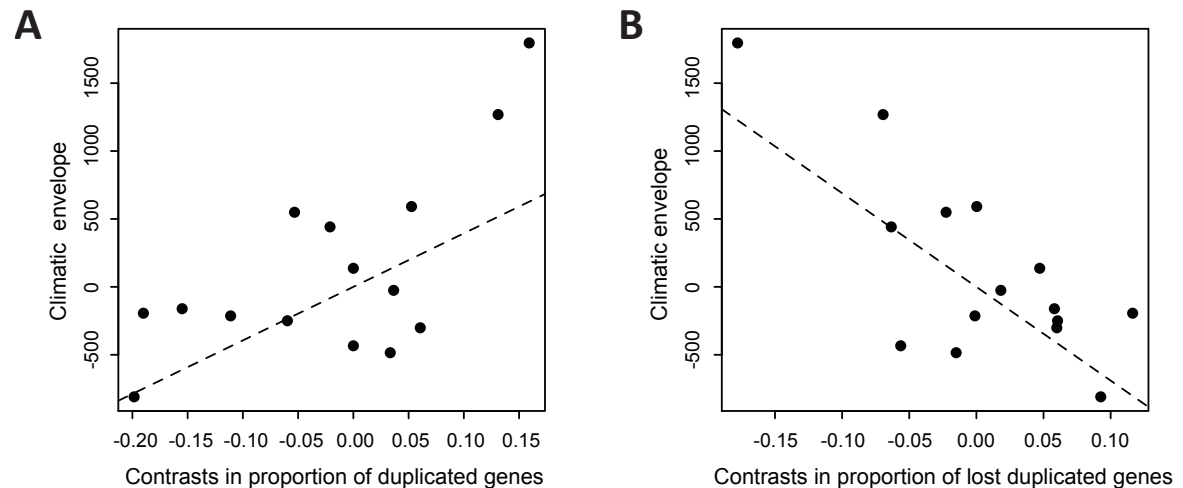 A
B
Climatic envelope
1500
1000
500
0
-500
-0.20 -0.15 -0.10 -0.05 0.00 0.05 0.10 0.15
Contrasts in proportion of duplicated genes
Climatic envelope
1500
1000
500
0
-500
-0.15 -0.10 -0.05 0.00 0.05 0.10
Contrasts in proportion of lost duplicated genes